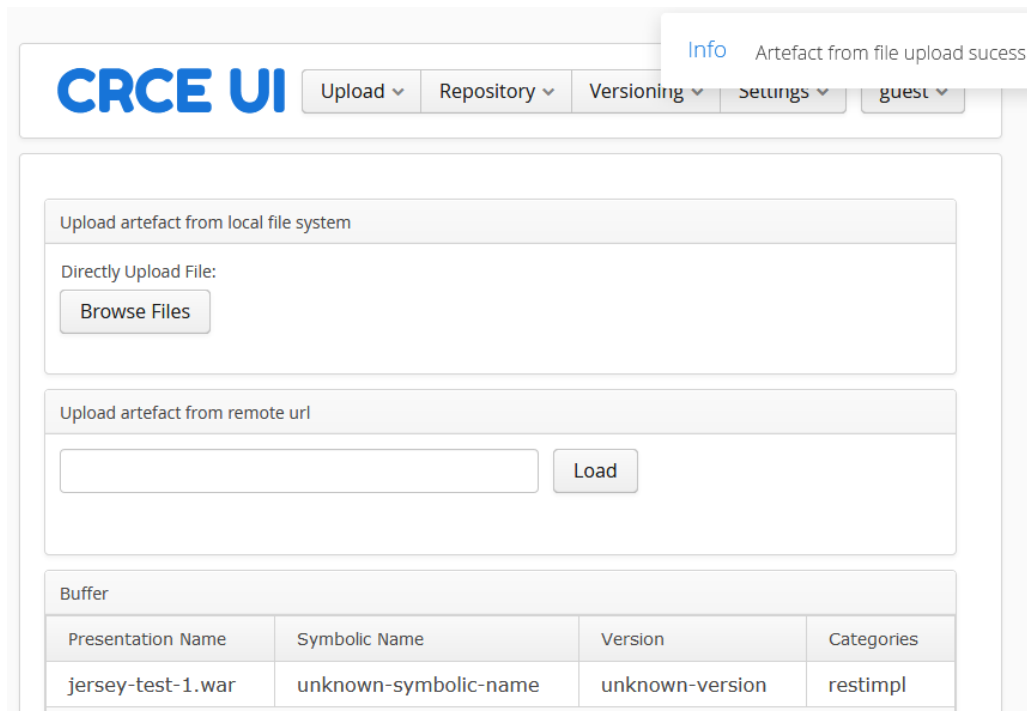 Info Artefact from file upload sucess
CRCE UI Upload Repository Versioning Settings guest
Upload artefact from local file system
Directly Upload File:
Browse Files
Upload artefact from remote url
Load
Buffer
Presentation Name Symbolic Name Version Categories
jersey-test-1.war unknown-symbolic-name unknown-version restimpl